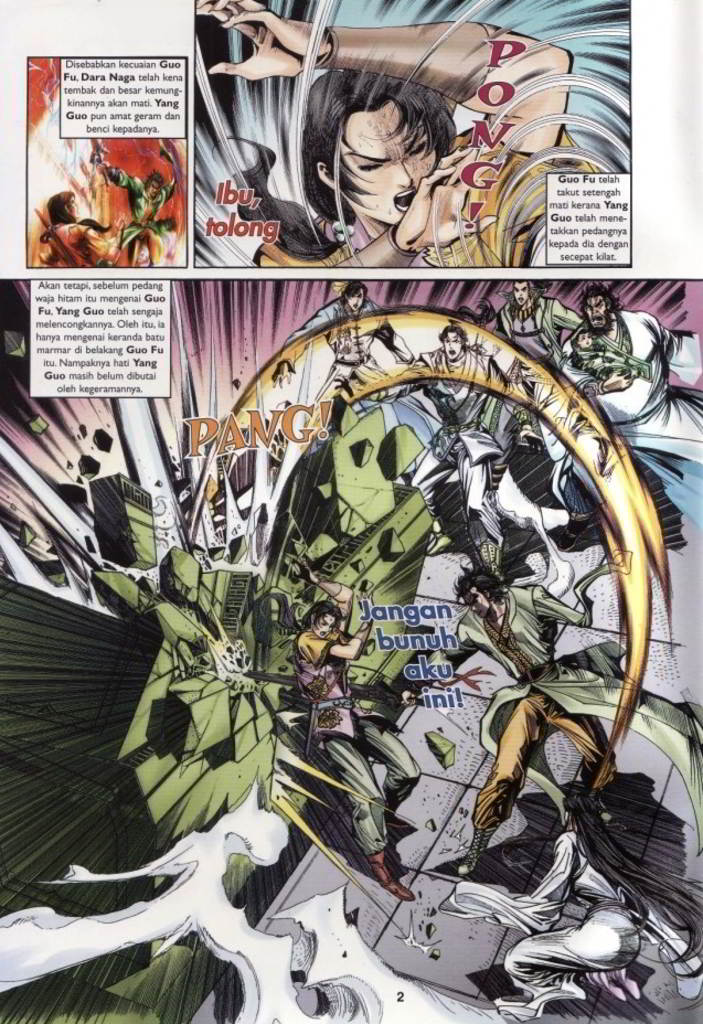 Disebabkan kecuaian Guo
Fu, Dara Naga telah kena
tembak dan besar kemung-
kinannya akan mati. Yang
Guo pun amat geram dan
benci kepadanya.
PONG!
Ibu,
tolong
Guo Fu telah
takut setengah
mati kerana Yang
Guo telah mene-
takkan pedangnya
kepada dia dengan
secepat kilat.
Akan tetapi, sebelum pedang
waja hitam itu mengenai Guo
Fu, Yang Guo telah sengaja
melencongkannya. Oleh itu, ia
hanya mengenai keranda batu
marmar di belakang Guo Fu
itu. Nampaknya Yang
Guo masih belum dibutai
oleh kegeramannya.
PANG!
Jangan
bunuh
aku
ini!
2